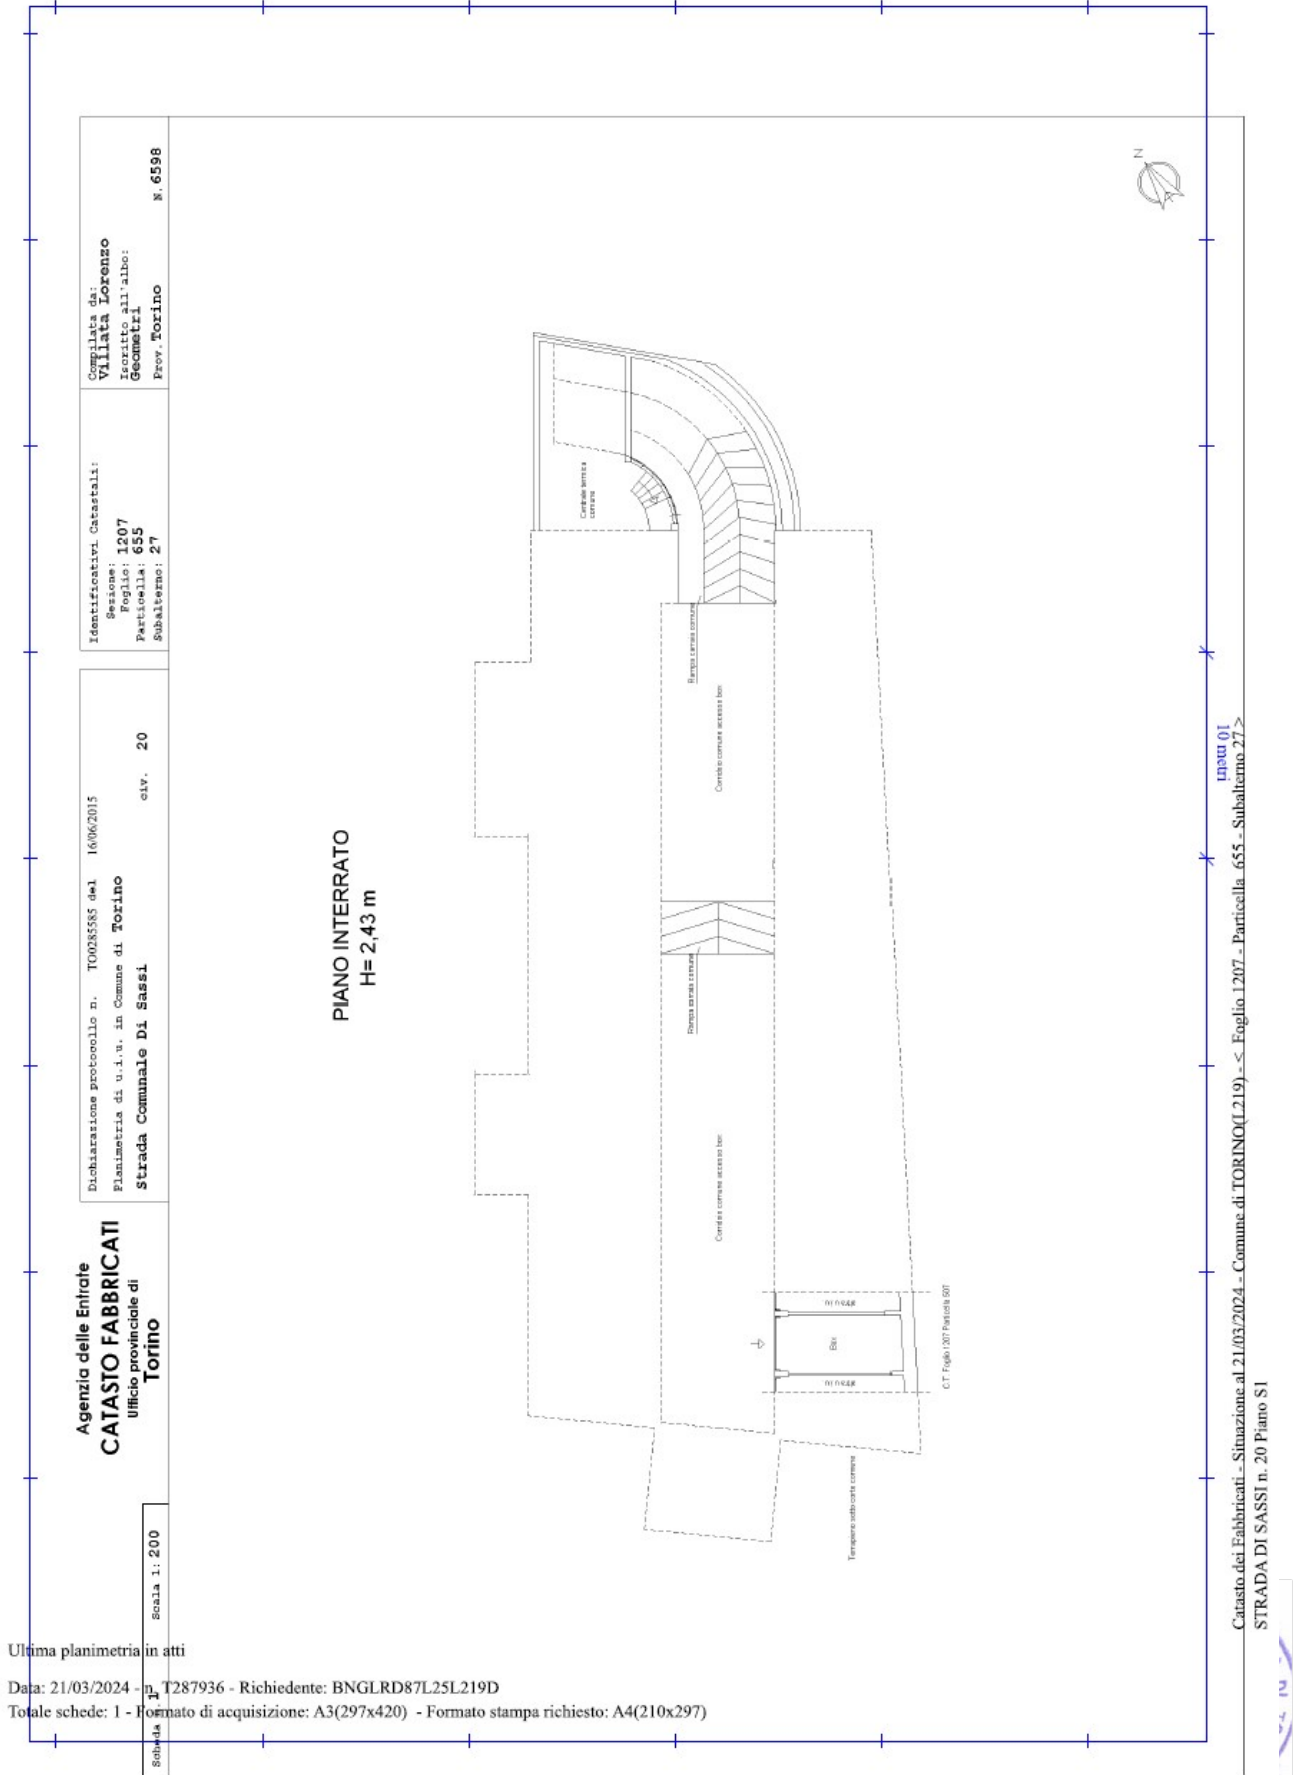 Agenzia delle Entrate
CATASTO FABBRICATI
Ufficio provinciale di
Torino
Dichiarazione protocollo n. TO0285585 del 16/06/2015
Planimetria di u.i.u. in Comune di Torino
Strada Comunale Di Sassi civ. 20
Identificativi Catastali:
Sezione:
Foglio: 1207
Particella: 655
Subalterno: 27
Compilata da:
Villata Lorenzo
Iscritto all'albo:
Geometri
Prov. Torino N. 6598
Scheda n. 1 Scala 1: 200
PIANO INTERRATO
H= 2,43 m
N
Centrale termica
comune
Rampa carraia comune
Corridoio comune accesso box
Rampa carraia comune
Corridoio comune accesso box
Box
C.T. Foglio 1207 Particella 507
Terrapieno sotto corte comune
10 metri
Catasto dei Fabbricati - Situazione al 21/03/2024 - Comune di TORINO(L219) - < Foglio 1207 - Particella 655 - Subalterno 27 >
STRADA DI SASSI n. 20 Piano S1
Ultima planimetria in atti
Data: 21/03/2024 - n. T287936 - Richiedente: BNGLRD87L25L219D
Totale schede: 1 - Formato di acquisizione: A3(297x420) - Formato stampa richiesto: A4(210x297)